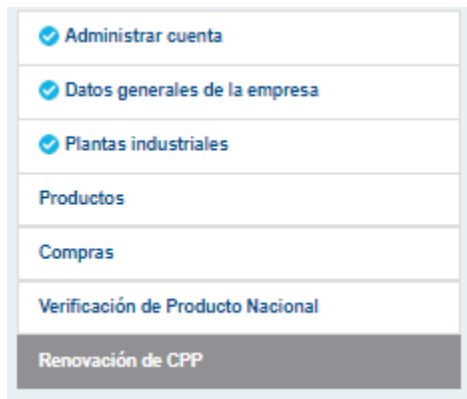 Administrar cuenta
Datos generales de la empresa
Plantas industriales
Productos
Compras
Verificación de Producto Nacional
Renovación de CPP